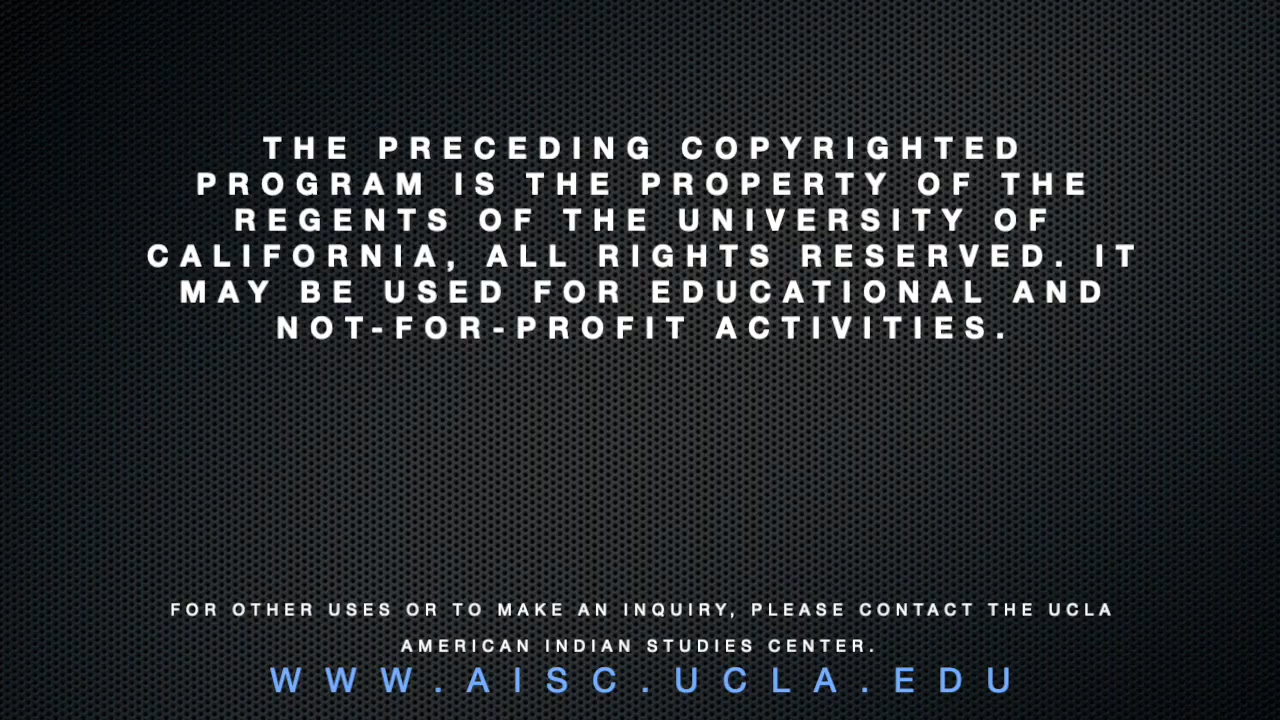 THE PRECEDING COPYRIGHTED
PROGRAM IS THE PROPERTY OF THE
REGENTS OF THE UNIVERSITY OF
CALIFORNIA, ALL RIGHTS RESERVED. IT
MAY BE USED FOR EDUCATIONAL AND
NOT-FOR-PROFIT ACTIVITIES.
FOR OTHER USES OR TO MAKE AN INQUIRY, PLEASE CONTACT THE UCLA
AMERICAN INDIAN STUDIES CENTER.
WWW.AISC.UCLA.EDU